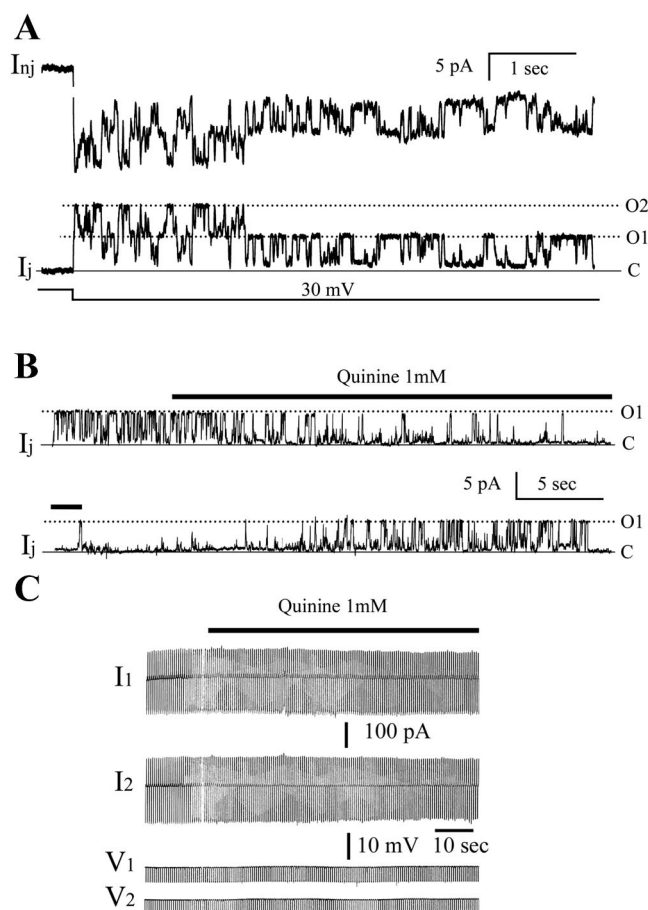 A
Inj
5 pA
1 sec
O2
O1
Ij
C
30 mV
B
Quinine 1mM
O1
Ij
C
5 pA
5 sec
O1
Ij
C
C
Quinine 1mM
I1
100 pA
I2
10 mV
10 sec
V1
V2